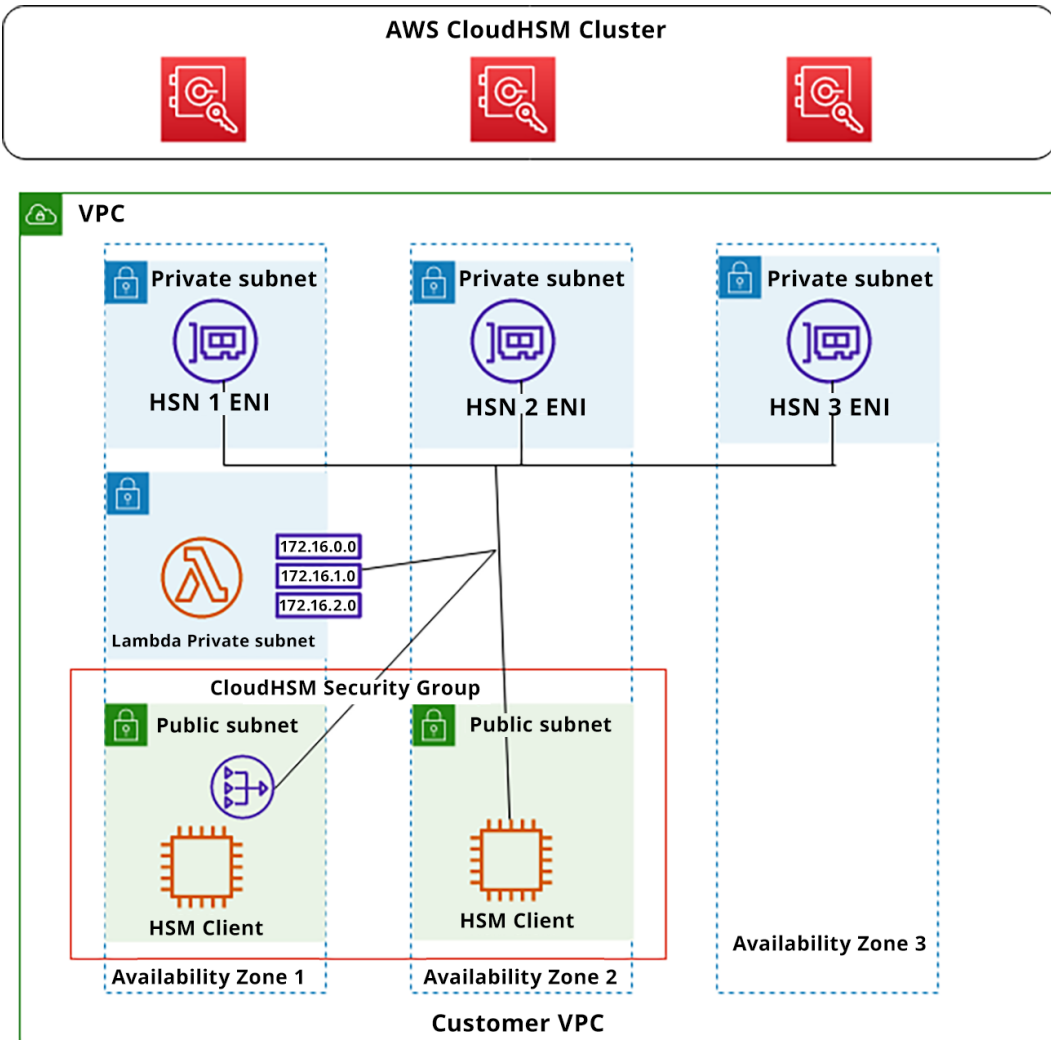 AWS CloudHSM Cluster
VPC
Private subnet
Private subnet
Private subnet
HSN 1 ENI
HSN 2 ENI
HSN 3 ENI
172.16.0.0
172.16.1.0
172.16.2.0
Lambda Private subnet
CloudHSM Security Group
Public subnet
Public subnet
HSM Client
HSM Client
Availability Zone 1
Availability Zone 2
Availability Zone 3
Customer VPC